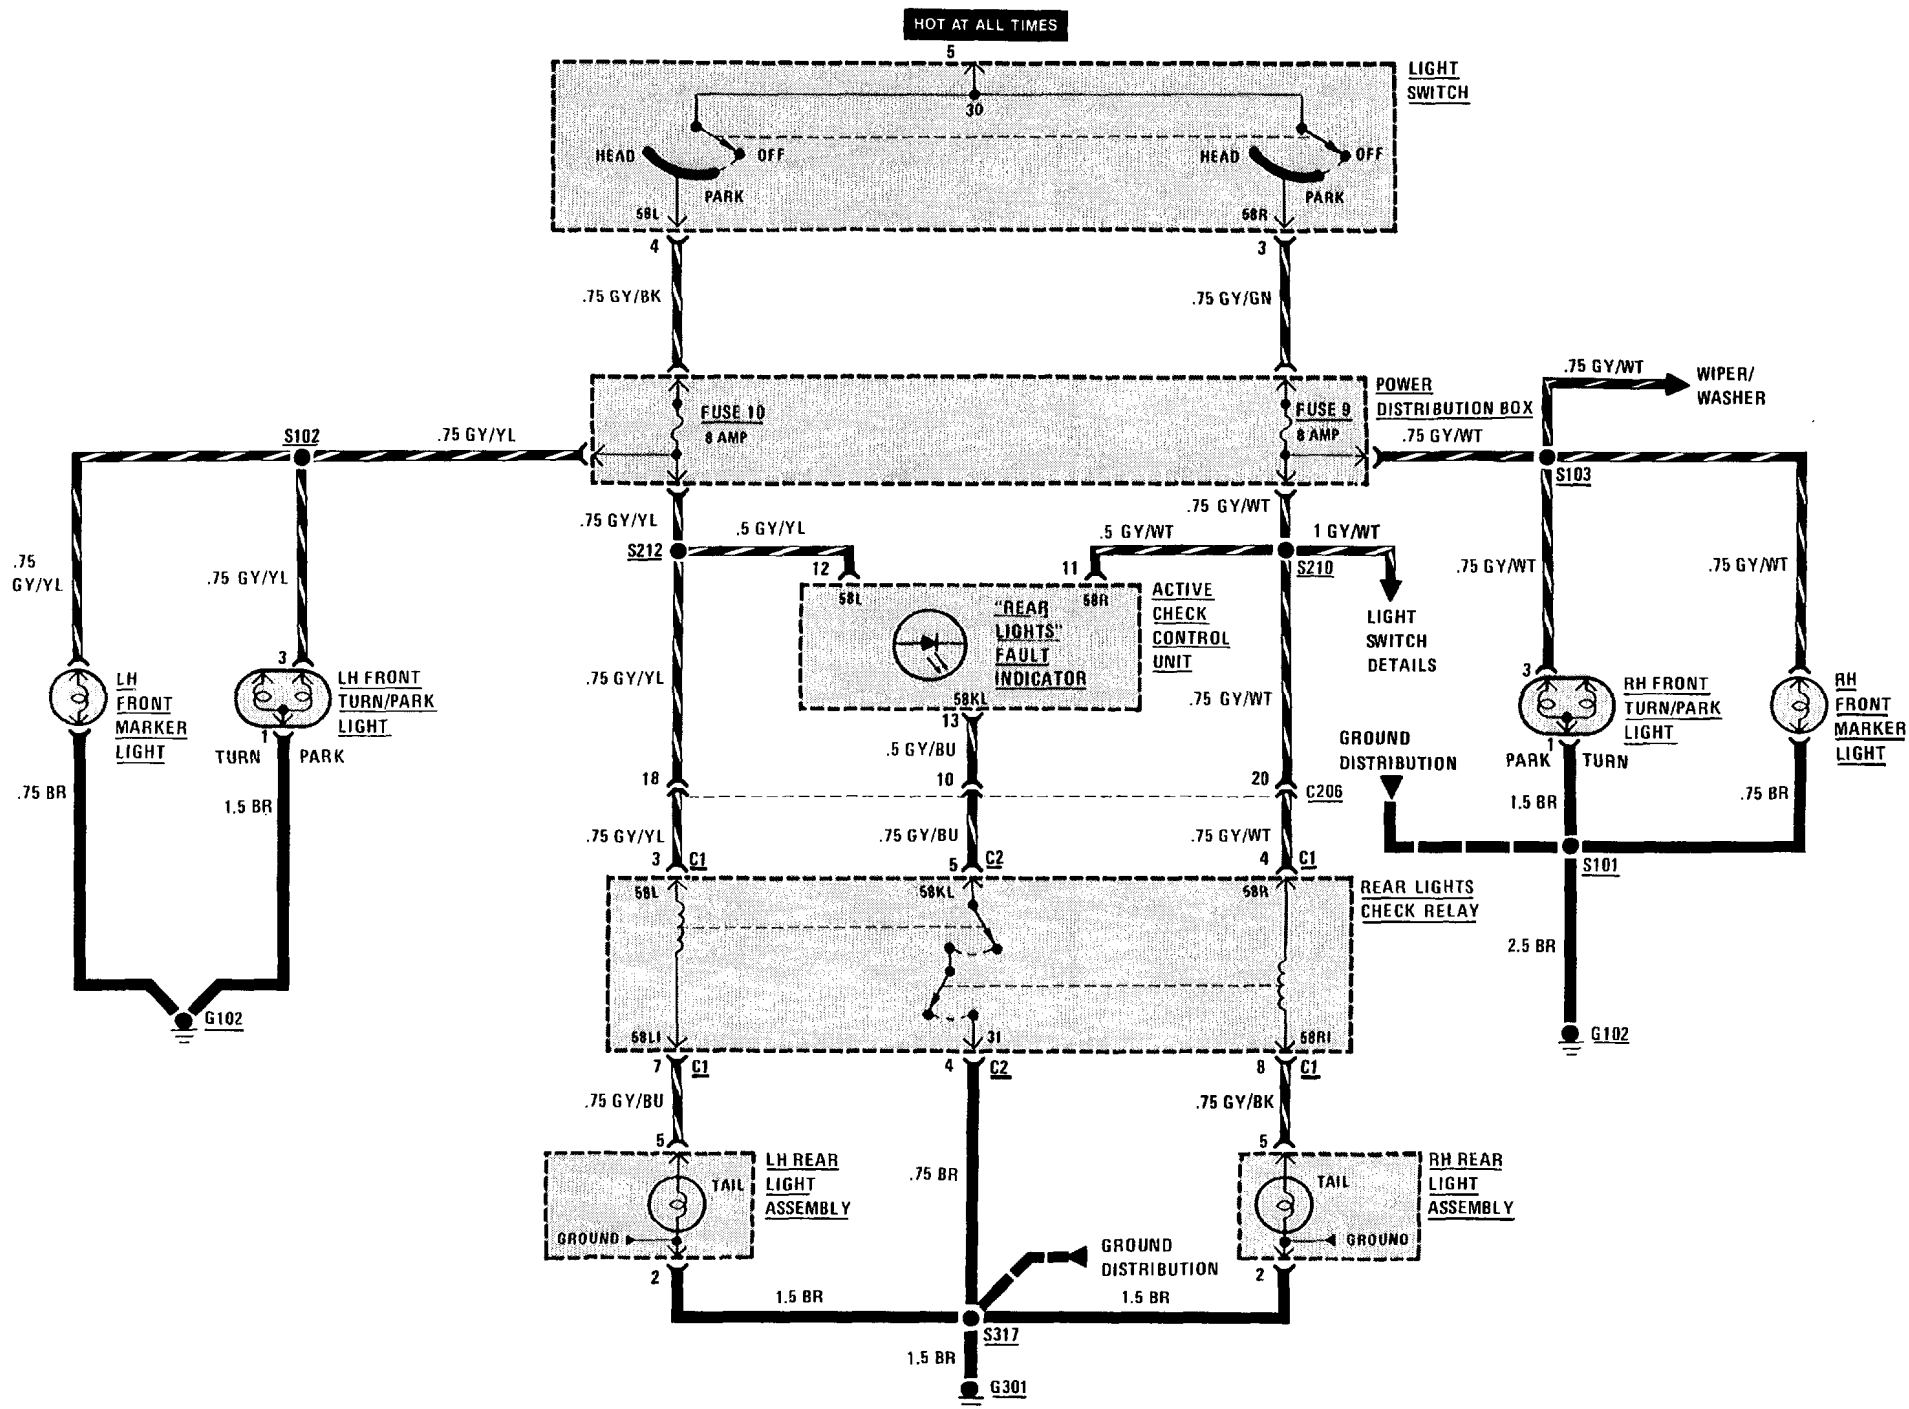 HOT AT ALL TIMES
5
LIGHT
SWITCH
30
HEAD
OFF
PARK
HEAD
OFF
PARK
58L
58R
4
3
.75 GY/BK
.75 GY/GN
.75 GY/WT
WIPER/
WASHER
POWER
DISTRIBUTION BOX
FUSE 10
8 AMP
FUSE 9
8 AMP
S102
.75 GY/YL
.75 GY/WT
S103
.75 GY/YL
.75 GY/WT
S212
.5 GY/YL
.5 GY/WT
1 GY/WT
S210
.75
GY/YL
.75 GY/YL
.75 GY/WT
.75 GY/WT
12
11
58L
58R
"REAR
LIGHTS"
FAULT
INDICATOR
ACTIVE
CHECK
CONTROL
UNIT
LIGHT
SWITCH
DETAILS
58KL
13
LH
FRONT
MARKER
LIGHT
3
LH FRONT
TURN/PARK
LIGHT
1
TURN
PARK
.75 GY/YL
.75 GY/WT
3
RH FRONT
TURN/PARK
LIGHT
1
PARK
TURN
RH
FRONT
MARKER
LIGHT
.5 GY/BU
GROUND
DISTRIBUTION
18
10
20
C206
.75 BR
1.5 BR
1.5 BR
.75 BR
.75 GY/YL
.75 GY/BU
.75 GY/WT
3
C1
5
C2
4
C1
S101
58L
58KL
58R
REAR LIGHTS
CHECK RELAY
2.5 BR
G102
G102
58LI
31
58RI
7
C1
4
C2
8
C1
.75 GY/BU
.75 GY/BK
5
5
TAIL
GROUND
LH REAR
LIGHT
ASSEMBLY
.75 BR
TAIL
GROUND
RH REAR
LIGHT
ASSEMBLY
GROUND
DISTRIBUTION
2
2
1.5 BR
1.5 BR
S317
1.5 BR
G301